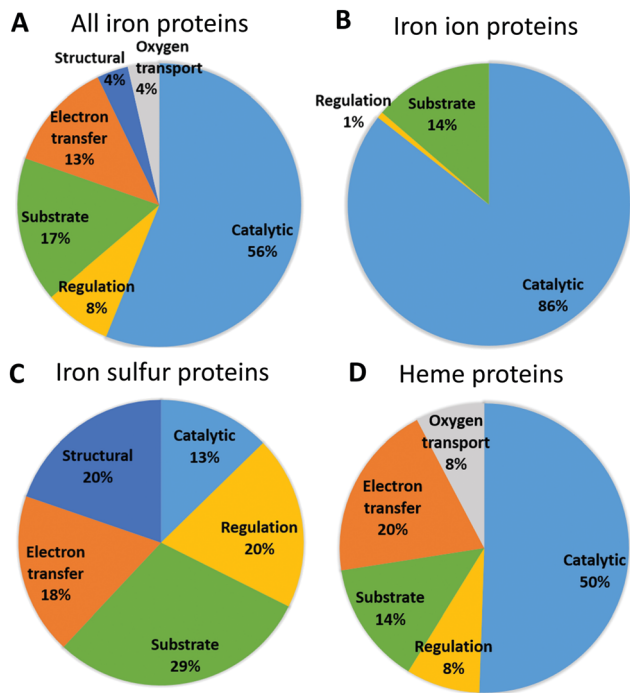 A All iron proteins
Structural
4%
Oxygen
transport
4%
Electron
transfer
13%
Substrate
17%
Regulation
8%
Catalytic
56%
B Iron ion proteins
Regulation
1%
Substrate
14%
Catalytic
86%
C Iron sulfur proteins
Structural
20%
Catalytic
13%
Regulation
20%
Electron
transfer
18%
Substrate
29%
D Heme proteins
Oxygen
transport
8%
Electron
transfer
20%
Catalytic
50%
Substrate
14%
Regulation
8%